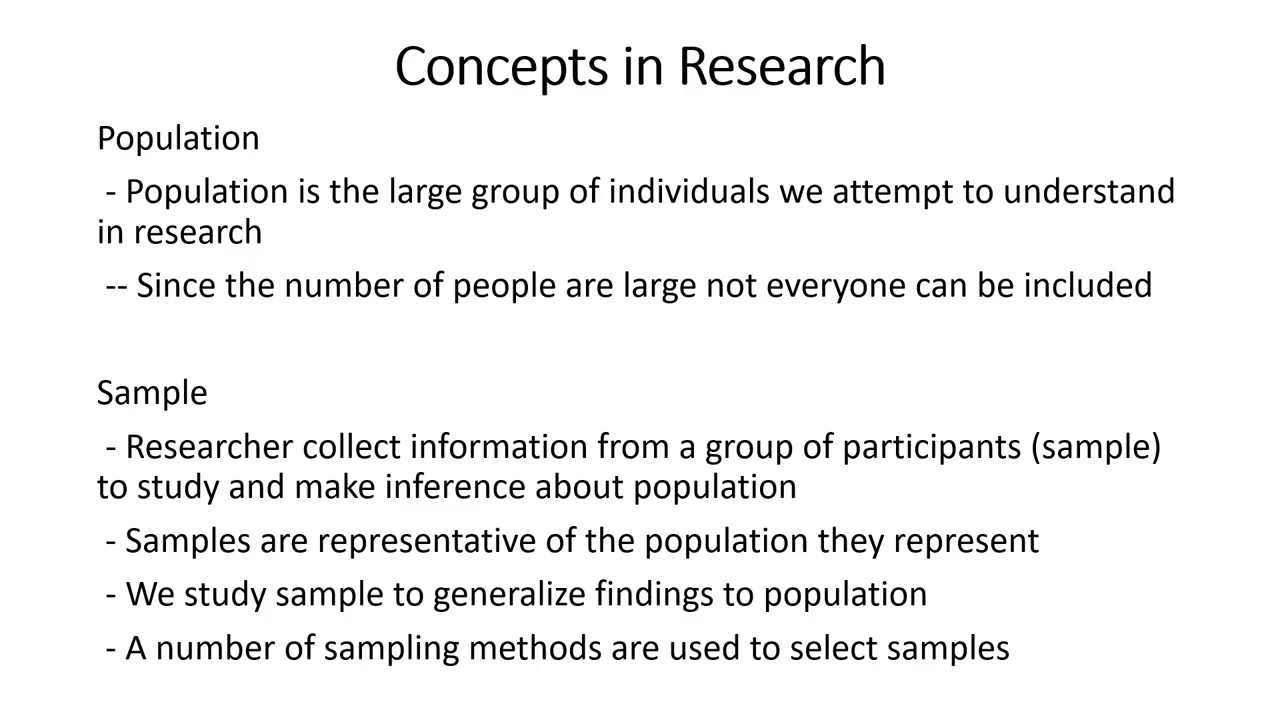 Concepts in Research
Population
- Population is the large group of individuals we attempt to understand
in research
-- Since the number of people are large not everyone can be included
Sample
- Researcher collect information from a group of participants (sample)
to study and make inference about population
- Samples are representative of the population they represent
- We study sample to generalize findings to population
- A number of sampling methods are used to select samples